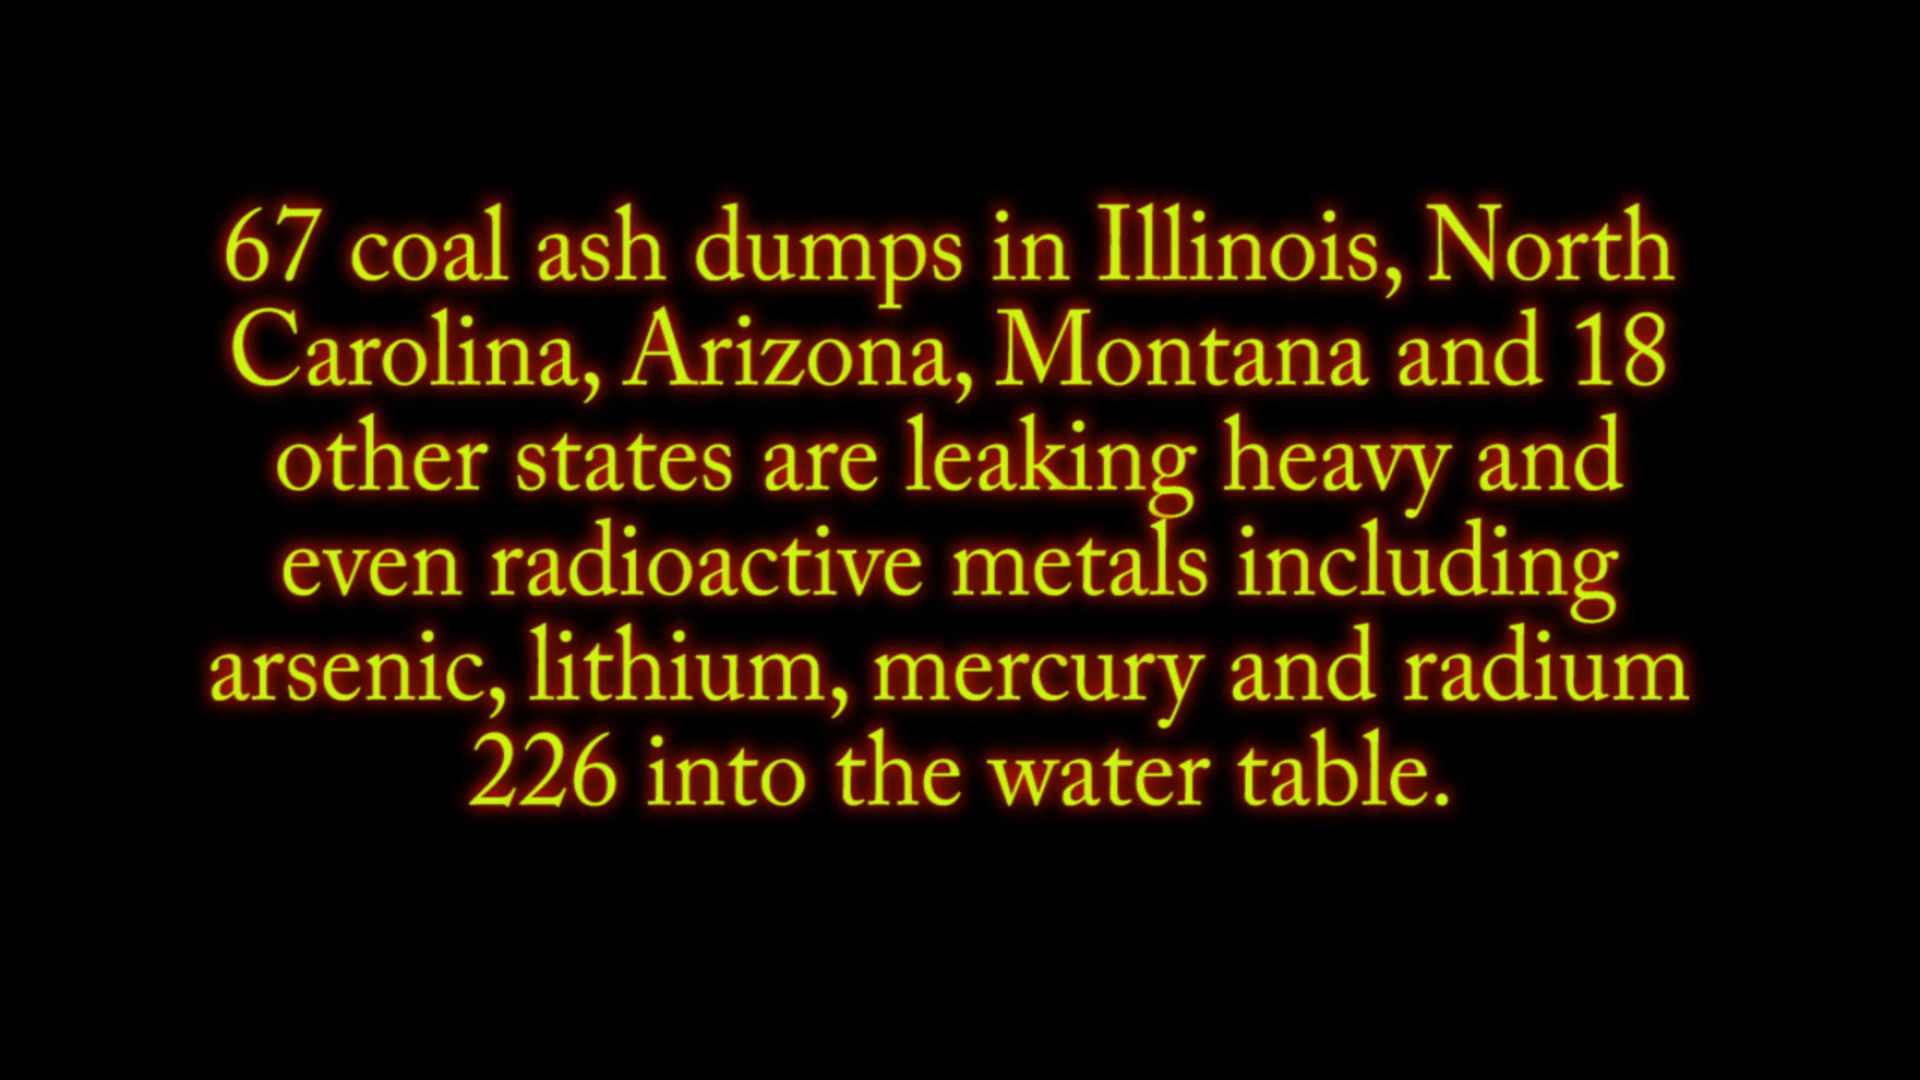 67 coal ash dumps in Illinois, North
Carolina, Arizona, Montana and 18
other states are leaking heavy and
even radioactive metals including
arsenic, lithium, mercury and radium
226 into the water table.